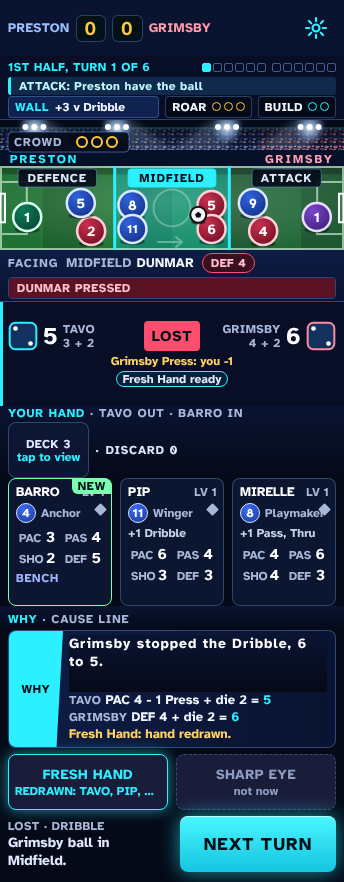 PRESTON 0 0 GRIMSBY
1ST HALF, TURN 1 OF 6
ATTACK: Preston have the ball
WALL +3 v Dribble
ROAR
BUILD
CROWD
PRESTON
GRIMSBY
DEFENCE
MIDFIELD
ATTACK
1 5 2 8 11 5 6 9 4 1
FACING MIDFIELD DUNMAR DEF 4
DUNMAR PRESSED
5 TAVO 3 + 2
LOST
GRIMSBY 4 + 2 6
Grimsby Press: you -1
Fresh Hand ready
YOUR HAND · TAVO OUT · BARRO IN
DECK 3
tap to view
· DISCARD 0
NEW
BARRO
4 Anchor
PAC 3 PAS 4
SHO 2 DEF 5
BENCH
PIP LV 1
11 Winger
+1 Dribble
PAC 6 PAS 4
SHO 3 DEF 3
MIRELLE LV 1
8 Playmaker
+1 Pass, Thru
PAC 4 PAS 6
SHO 4 DEF 3
WHY · CAUSE LINE
WHY
Grimsby stopped the Dribble, 6
to 5.
TAVO PAC 4 - 1 Press + die 2 = 5
GRIMSBY DEF 4 + die 2 = 6
Fresh Hand: hand redrawn.
FRESH HAND
REDRAWN: TAVO, PIP, ...
SHARP EYE
not now
LOST · DRIBBLE
Grimsby ball in
Midfield.
NEXT TURN